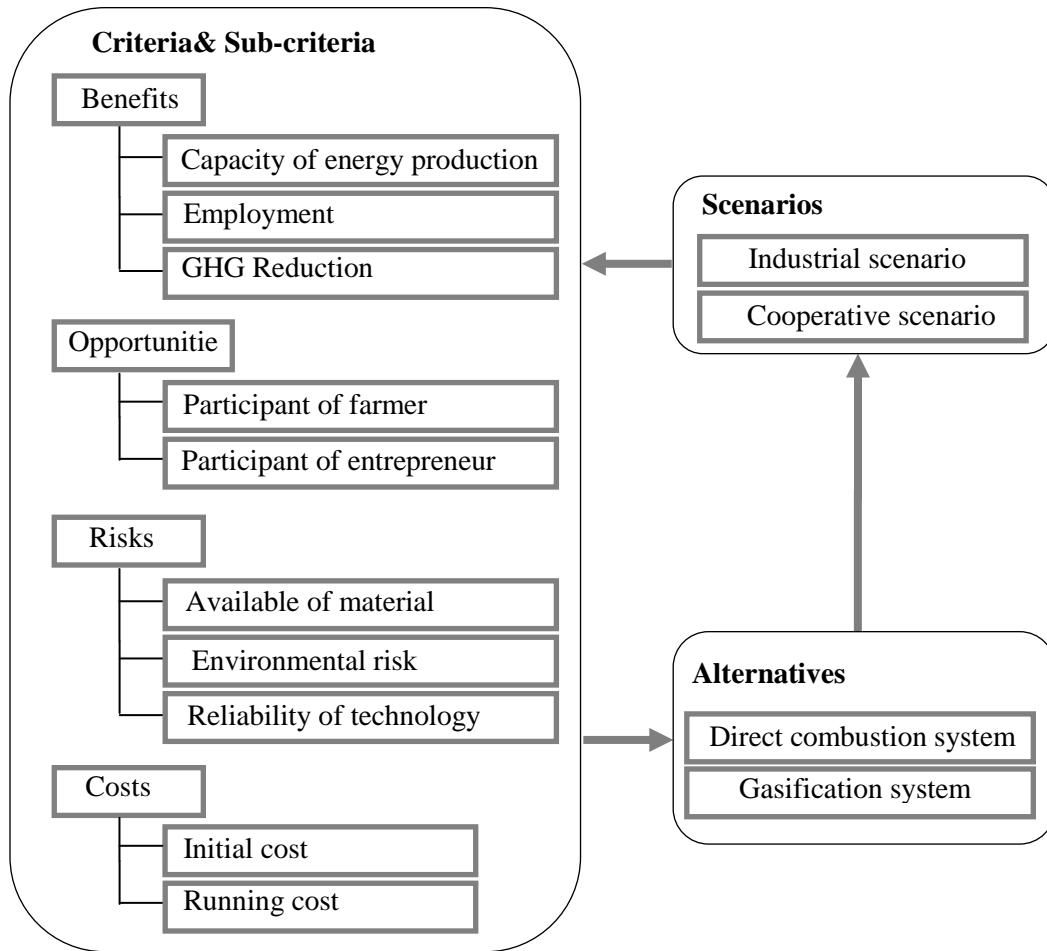 Criteria& Sub-criteria
Benefits
Capacity of energy production
Employment
GHG Reduction
Opportunitie
Participant of farmer
Participant of entrepreneur
Risks
Available of material
Environmental risk
Reliability of technology
Costs
Initial cost
Running cost
Scenarios
Industrial scenario
Cooperative scenario
Alternatives
Direct combustion system
Gasification system